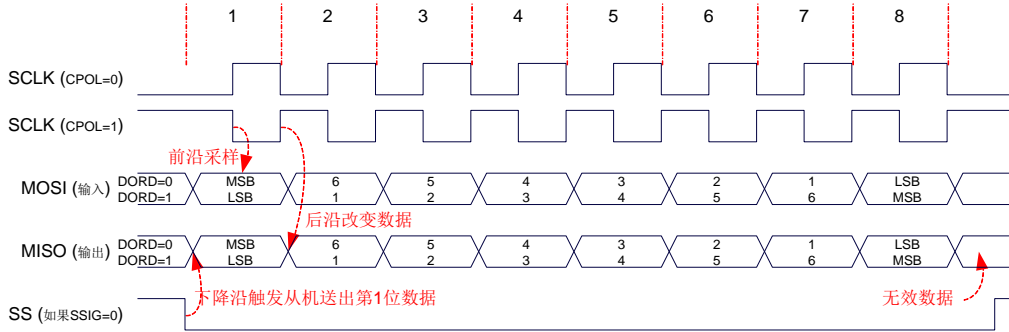 1 2 3 4 5 6 7 8
SCLK (CPOL=0)
SCLK (CPOL=1)
前沿采样
MOSI (输入) DORD=0 MSB 6 5 4 3 2 1 LSB
DORD=1 LSB 1 2 3 4 5 6 MSB
后沿改变数据
MISO (输出) DORD=0 MSB 6 5 4 3 2 1 LSB
DORD=1 LSB 1 2 3 4 5 6 MSB
下降沿触发从机送出第1位数据 无效数据
SS (如果SSIG=0)